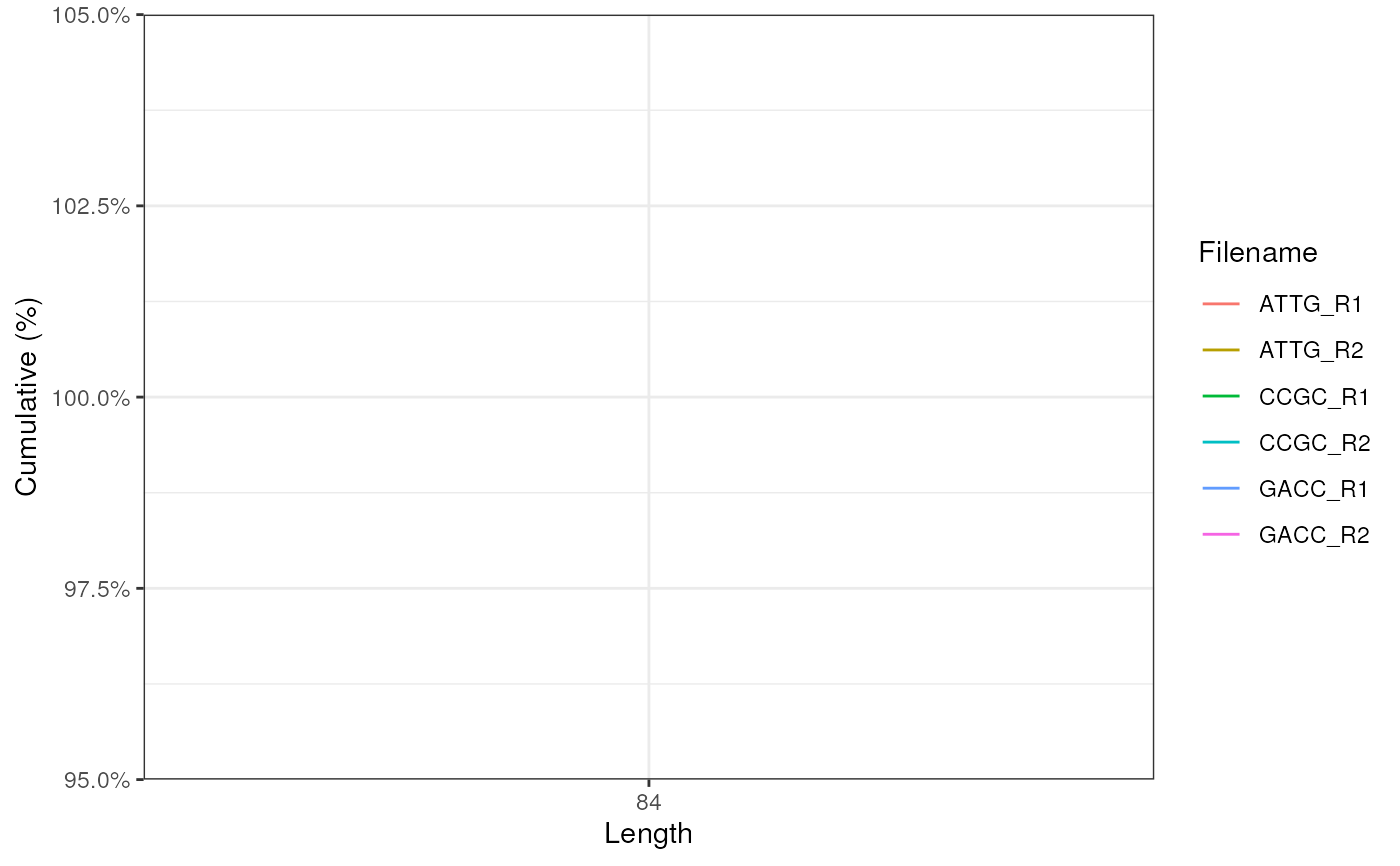 105.0%
102.5%
100.0%
97.5%
95.0%
Cumulative (%)
84
Length
Filename
ATTG_R1
ATTG_R2
CCGC_R1
CCGC_R2
GACC_R1
GACC_R2